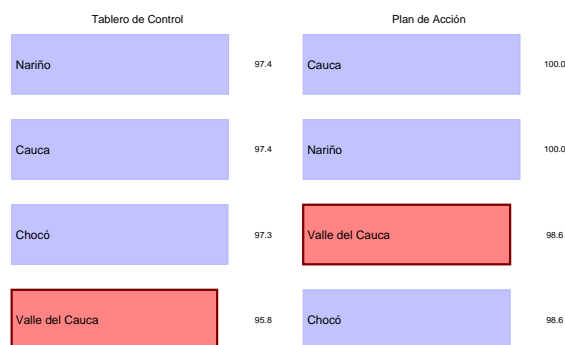 Tablero de Control
Nariño 97.4
Cauca 97.4
Chocó 97.3
Valle del Cauca 95.8
Plan de Acción
Cauca 100.0
Nariño 100.0
Valle del Cauca 98.6
Chocó 98.6